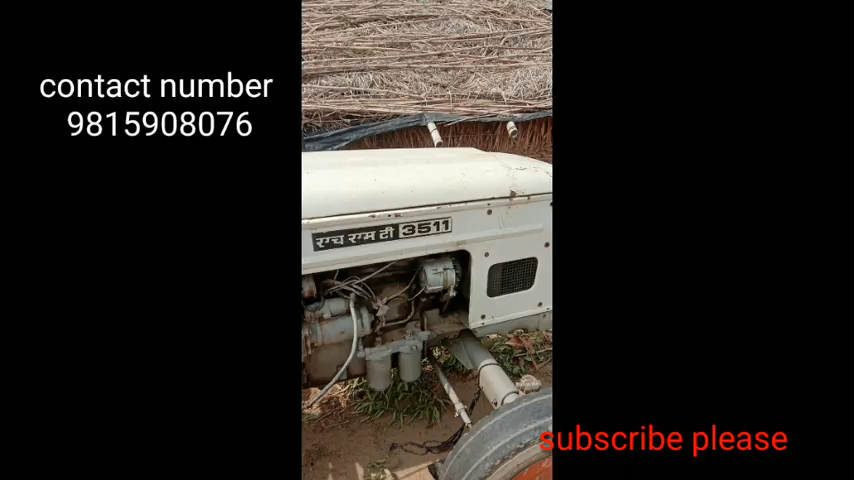 contact number
9815908076
एच एम टी 3511
subscribe please